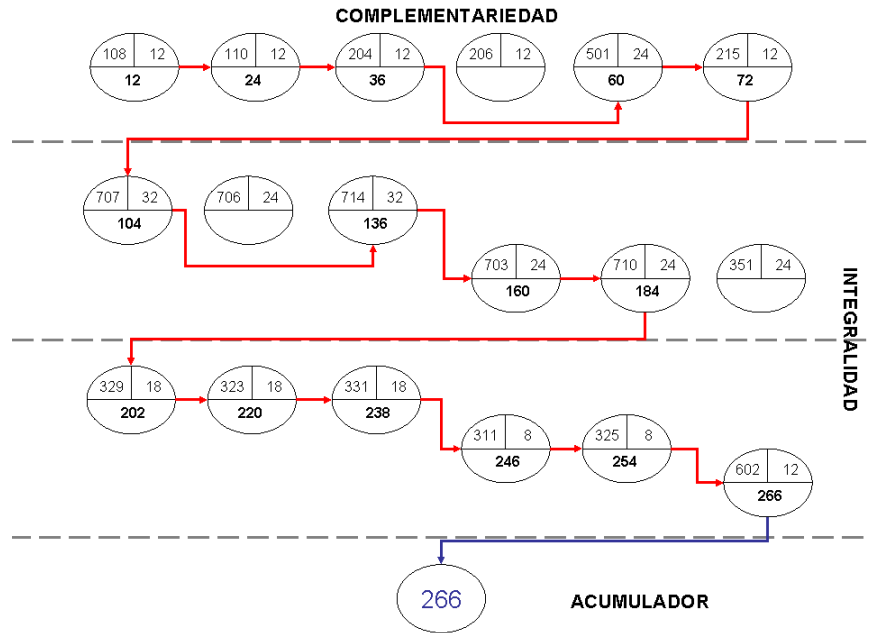 COMPLEMENTARIEDAD
108 12 110 12 204 12 206 12 501 24 215 12
12 24 36 60 72
707 32 706 24 714 32
104 136
703 24 710 24 351 24
160 184
INTEGRALIDAD
329 18 323 18 331 18
202 220 238
311 8 325 8
246 254
602 12
266
266
ACUMULADOR